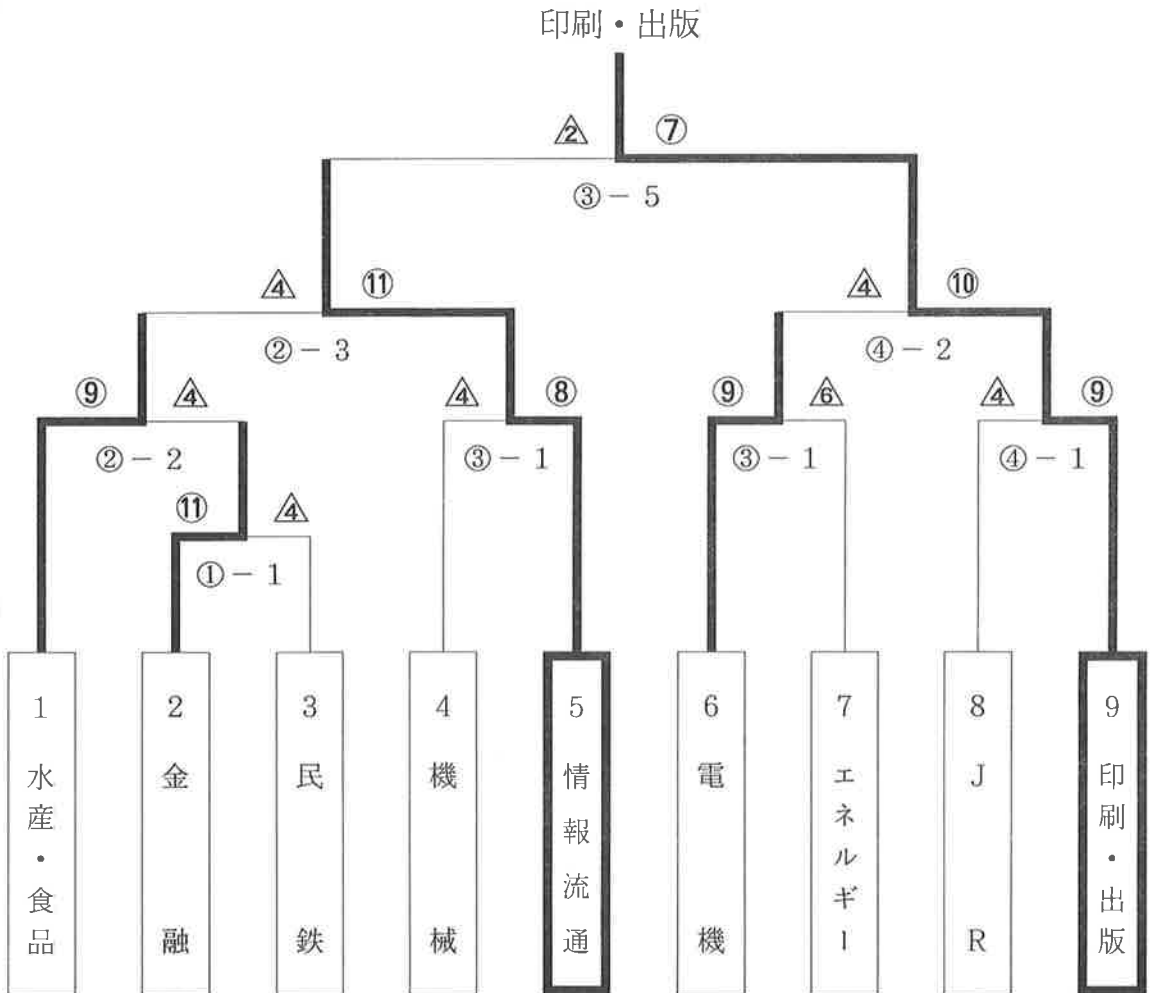 印刷・出版
② ⑦
③－5
④ ⑪ ④ ⑩
②－3 ④－2
⑨ ④ ④ ⑧ ⑨ ⑥ ④ ⑨
②－2 ③－1 ③－1 ④－1
⑪ ④
①－1
1 水産・食品
2 金融
3 民鉄
4 機械
5 情報流通
6 電機
7 エネルギー
8 JR
9 印刷・出版